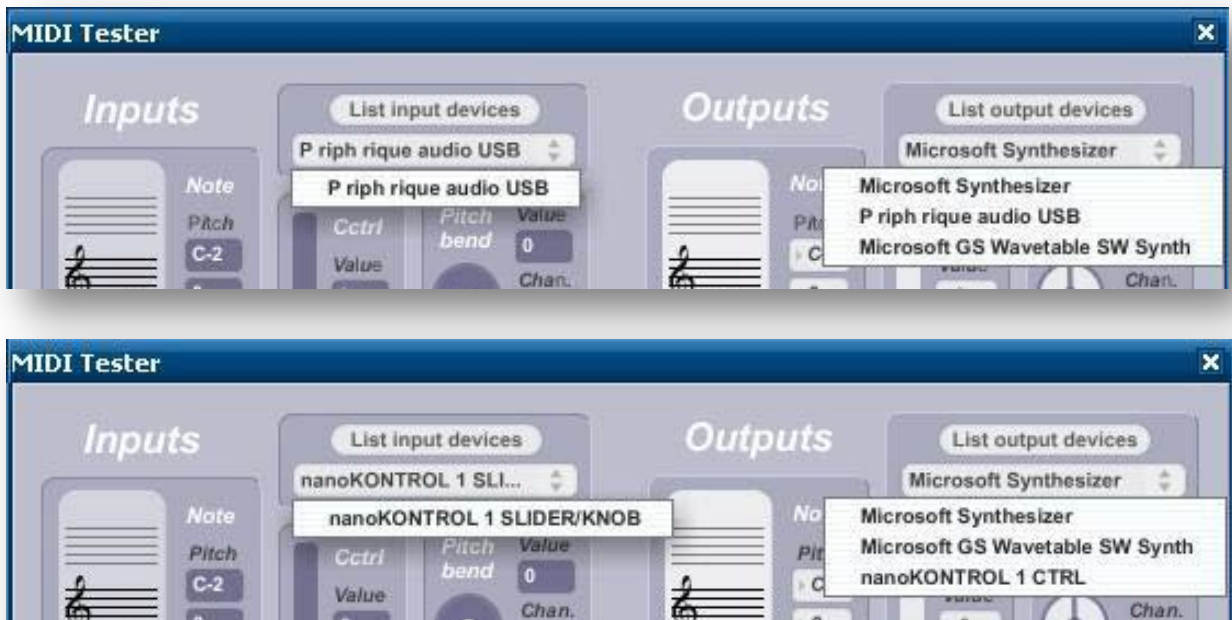 MIDI Tester
Inputs
List input devices
P riph rique audio USB
P riph rique audio USB
Note
Pitch
C-2
Cctrl
Value
Pitch
bend
Value
0
Chan.
Outputs
List output devices
Microsoft Synthesizer
Microsoft Synthesizer
P riph rique audio USB
Microsoft GS Wavetable SW Synth
Chan.
MIDI Tester
Inputs
List input devices
nanoKONTROL 1 SLI...
nanoKONTROL 1 SLIDER/KNOB
Note
Pitch
C-2
Cctrl
Value
Pitch
bend
Value
0
Chan.
Outputs
List output devices
Microsoft Synthesizer
Microsoft Synthesizer
Microsoft GS Wavetable SW Synth
nanoKONTROL 1 CTRL
Chan.